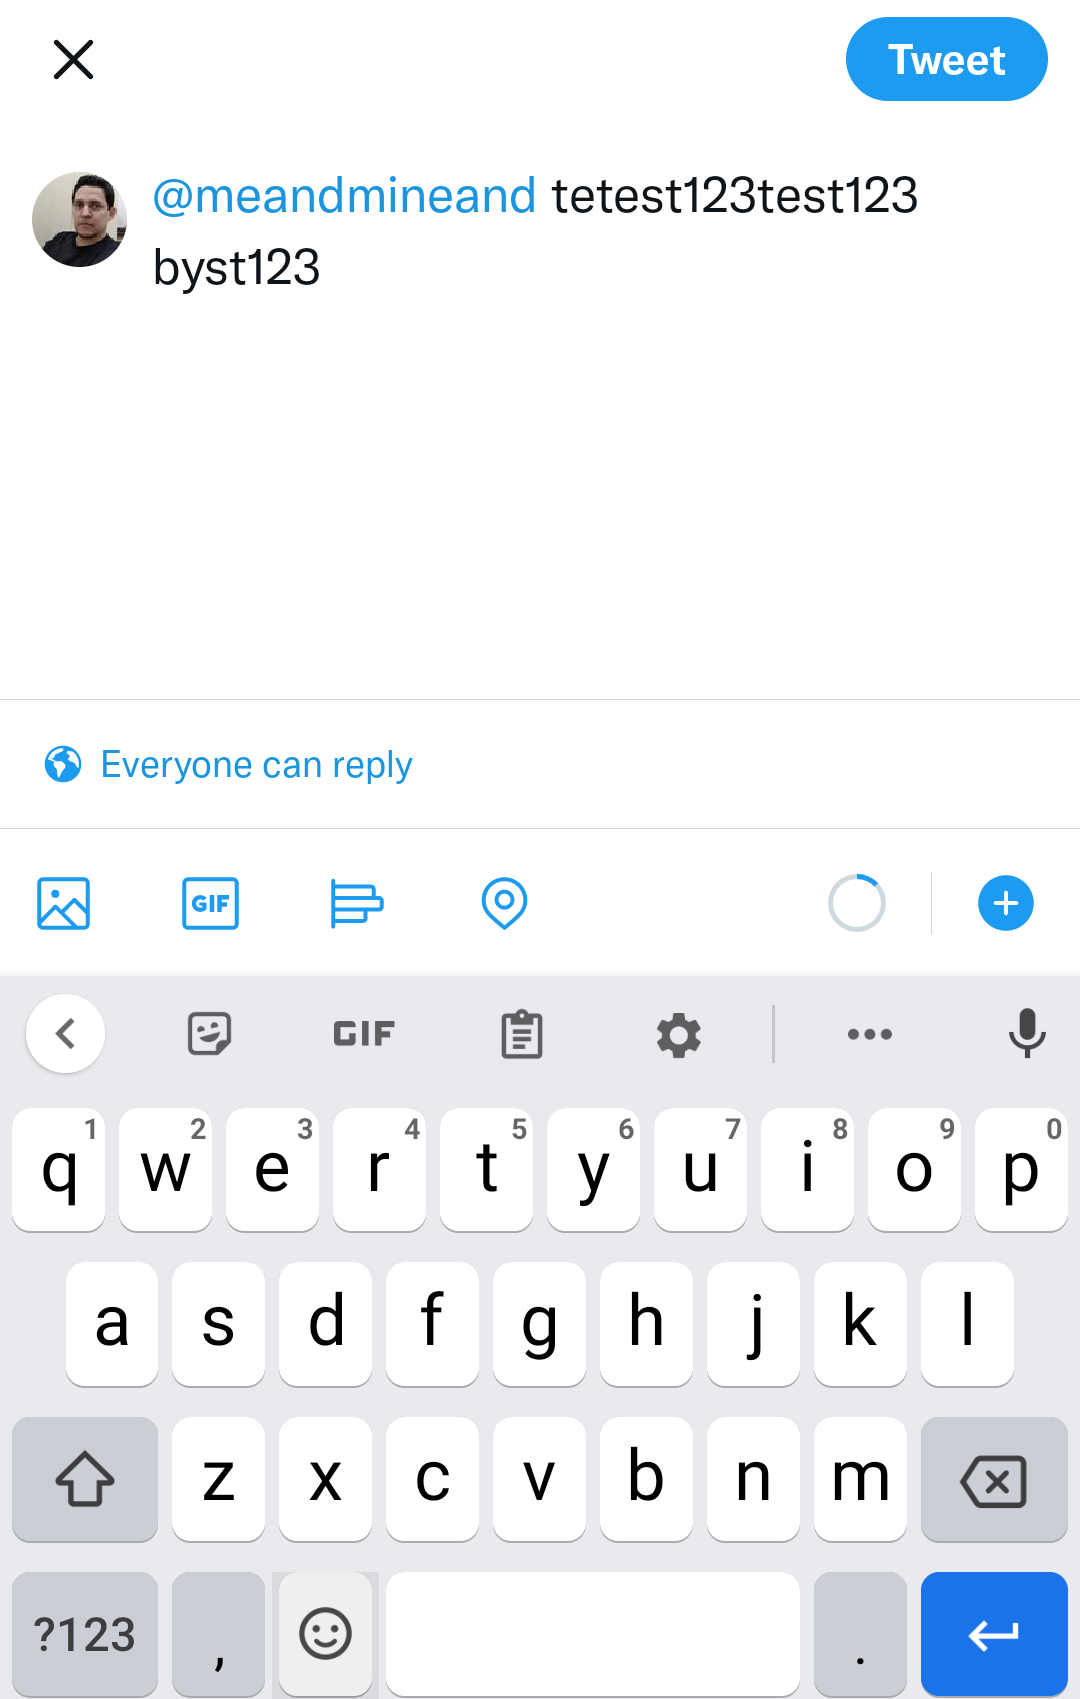 Tweet
@meandmineand tetest123test123
byst123
Everyone can reply
GIF
GIF
1 2 3 4 5 6 7 8 9 0
q w e r t y u i o p
a s d f g h j k l
z x c v b n m
?123 , .